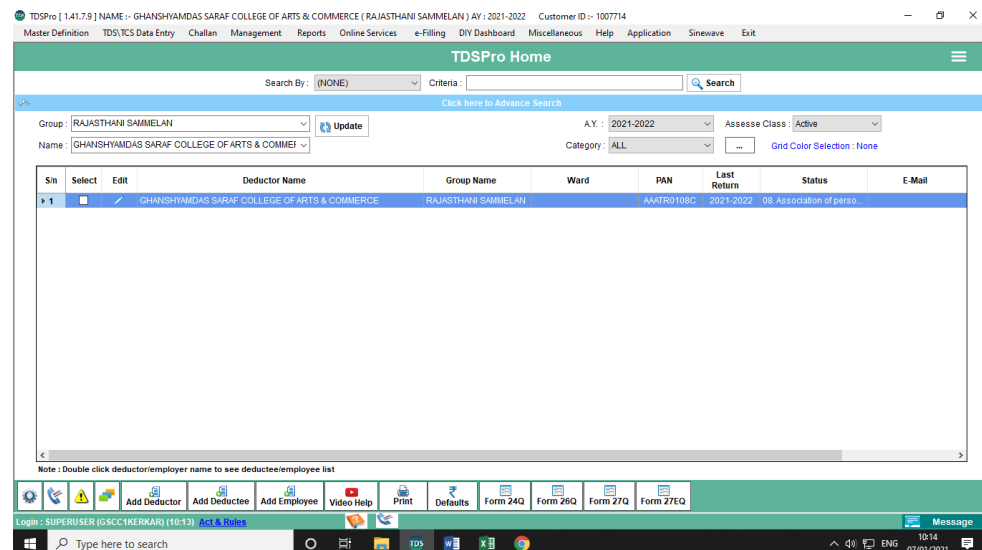 TDSPro [ 1.41.7.9 ] NAME :- GHANSHYAMDAS SARAF COLLEGE OF ARTS & COMMERCE ( RAJASTHANI SAMMELAN ) AY : 2021-2022 Customer ID :- 1007714
Master Definition TDS\TCS Data Entry Challan Management Reports Online Services e-Filling DIY Dashboard Miscellaneous Help Application Sinewave Exit
TDSPro Home
Search By : (NONE) Criteria : Search
Click here to Advance Search
Group : RAJASTHANI SAMMELAN Update A.Y. : 2021-2022 Assesse Class : Active
Name : GHANSHYAMDAS SARAF COLLEGE OF ARTS & COMMEF Category : ALL ... Grid Color Selection : None
S/n Select Edit Deductor Name Group Name Ward PAN Last Return Status E-Mail
1 GHANSHYAMDAS SARAF COLLEGE OF ARTS & COMMERCE RAJASTHANI SAMMELAN AAATR0108C 2021-2022 08. Association of perso...
Note : Double click deductor/employer name to see deductee/employee list
Add Deductor Add Deductee Add Employee Video Help Print Defaults Form 24Q Form 26Q Form 27Q Form 27EQ
Login : SUPERUSER (GSCC1KERKAR) (10:13) Act & Rules Message
Type here to search TDS ENG 10:14
07/01/2021